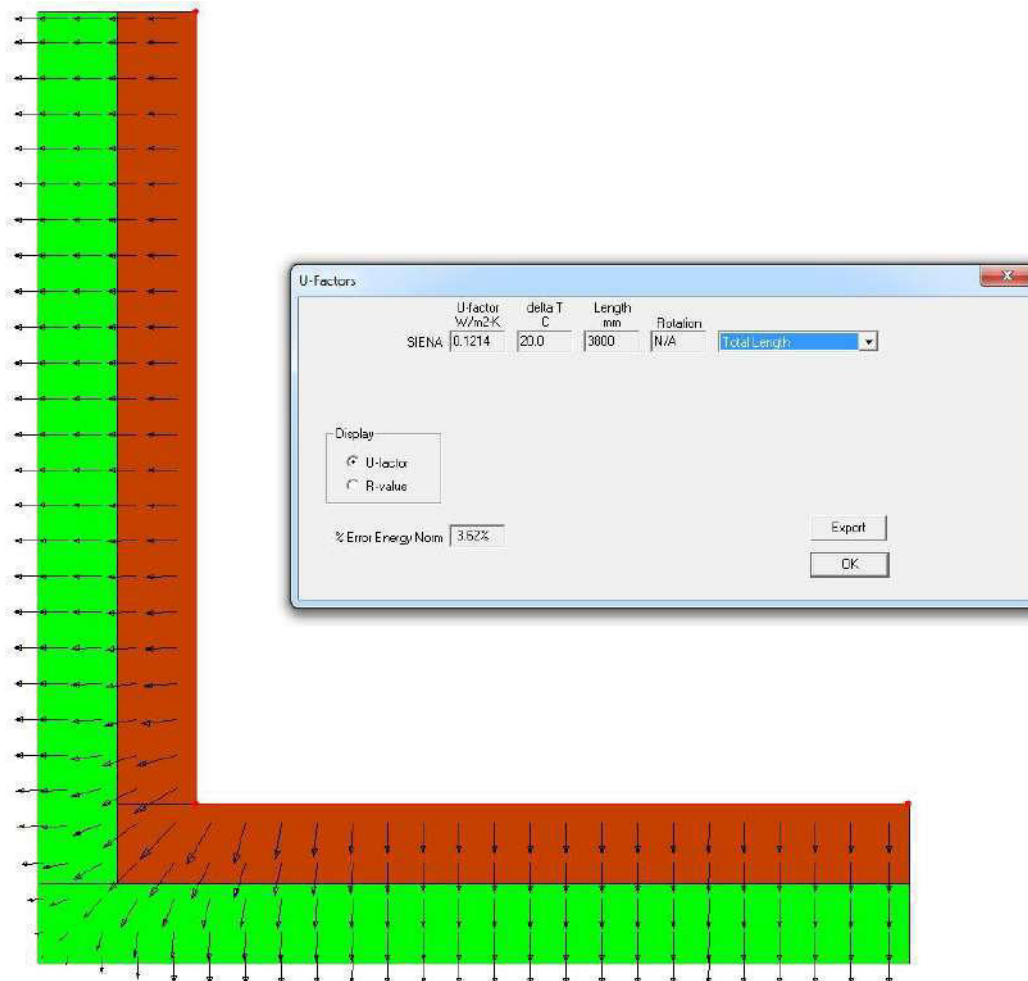 U-Factors
U-factor delta T Length
W/m2-K C mm Rotation
SIENA 0.1214 20.0 3800 N/A Total Length
Display
U-factor
R-value
% Error Energy Norm 3.62%
Export
OK